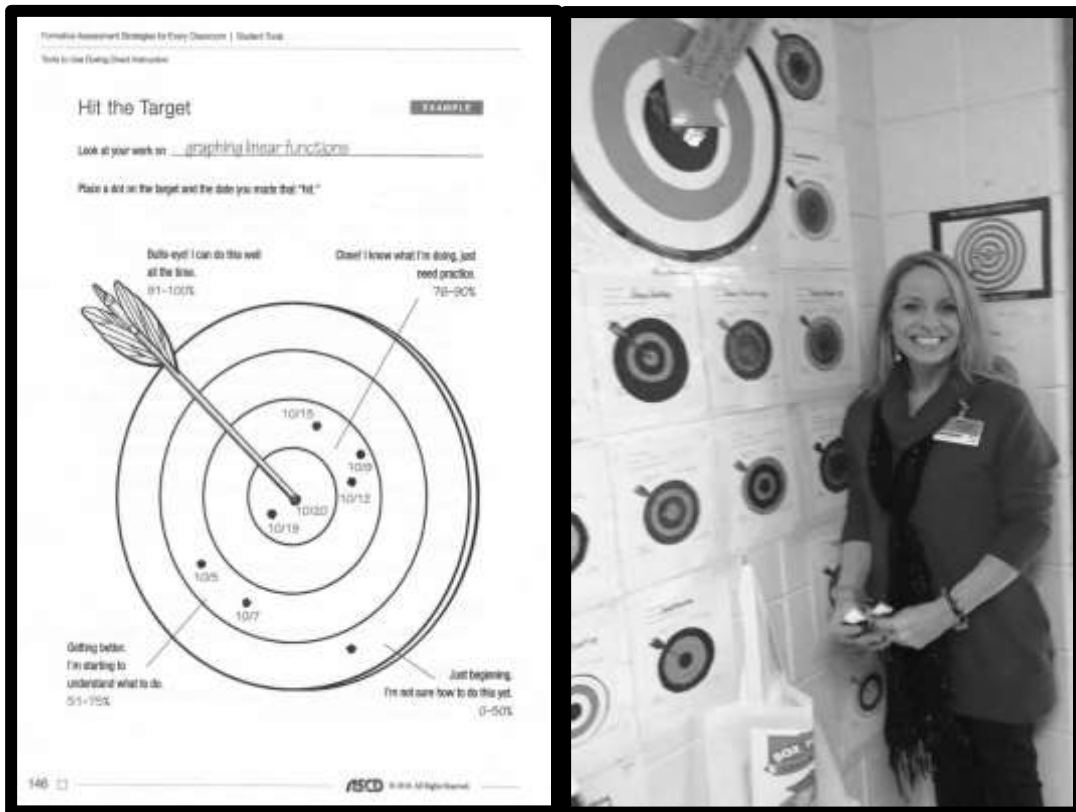 Formative Assessment Strategies for Every Classroom | Student Tools
Tools to Use During Direct Instruction
Hit the Target
EXAMPLE
Look at your work on graphing linear functions
Place a dot on the target and the date you made that "hit."
Bulls-eye! I can do this well
all the time.
91–100%
Close! I know what I'm doing, just
need practice.
76–90%
10/15
10/9
10/12
10/20
10/19
10/5
10/7
Getting better.
I'm starting to
understand what to do.
51–75%
Just beginning.
I'm not sure how to do this yet.
0–50%
146
ASCD © 2010. All Rights Reserved.